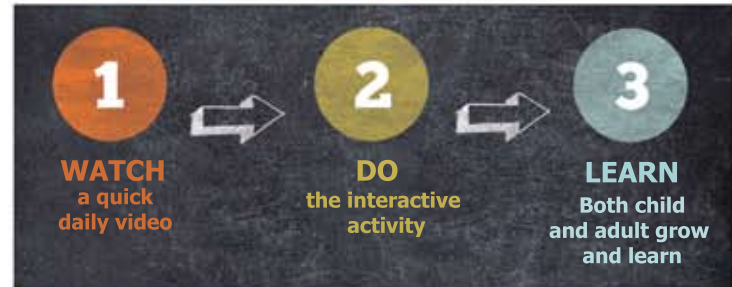 1
WATCH
a quick
daily video
2
DO
the interactive
activity
3
LEARN
Both child
and adult grow
and learn